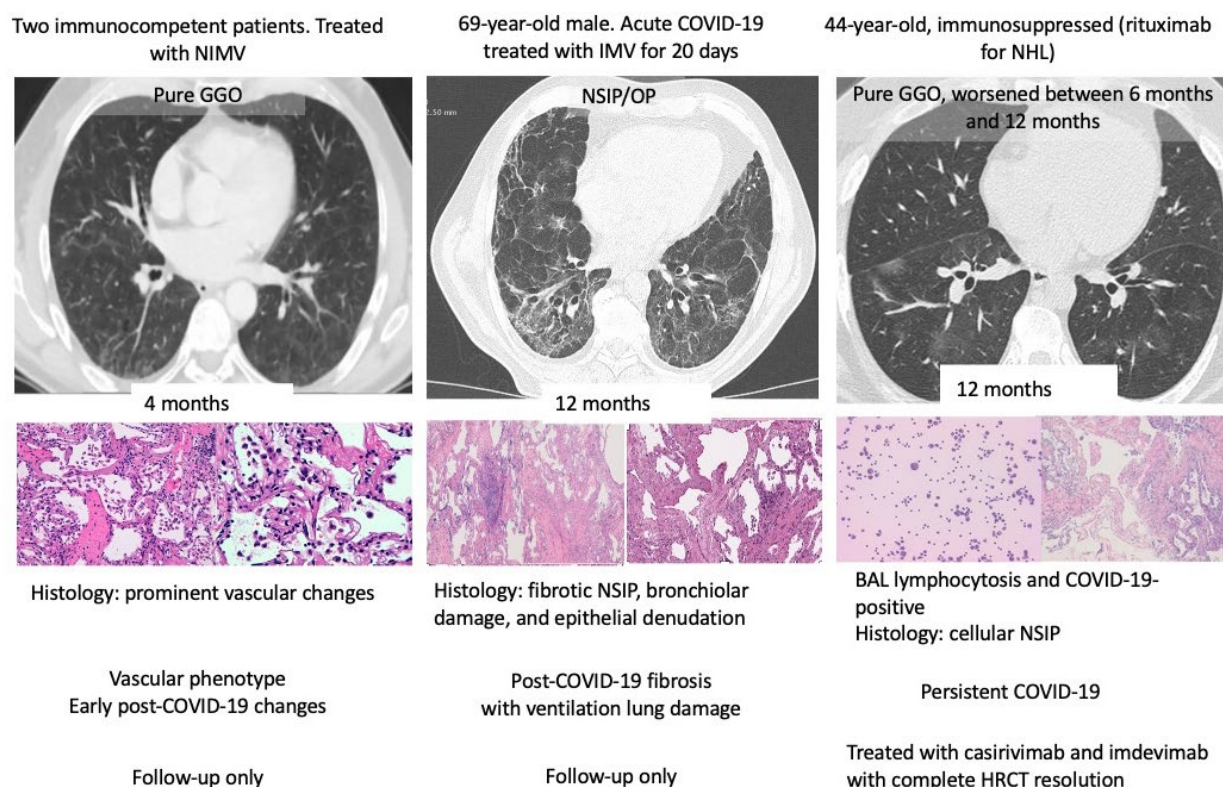 Two immunocompetent patients. Treated
with NIMV
Pure GGO
4 months
Histology: prominent vascular changes
Vascular phenotype
Early post-COVID-19 changes
Follow-up only
69-year-old male. Acute COVID-19
treated with IMV for 20 days
2.50 mm
NSIP/OP
12 months
Histology: fibrotic NSIP, bronchiolar
damage, and epithelial denudation
Post-COVID-19 fibrosis
with ventilation lung damage
Follow-up only
44-year-old, immunosuppressed (rituximab
for NHL)
Pure GGO, worsened between 6 months
and 12 months
12 months
BAL lymphocytosis and COVID-19-
positive
Histology: cellular NSIP
Persistent COVID-19
Treated with casirivimab and imdevimab
with complete HRCT resolution